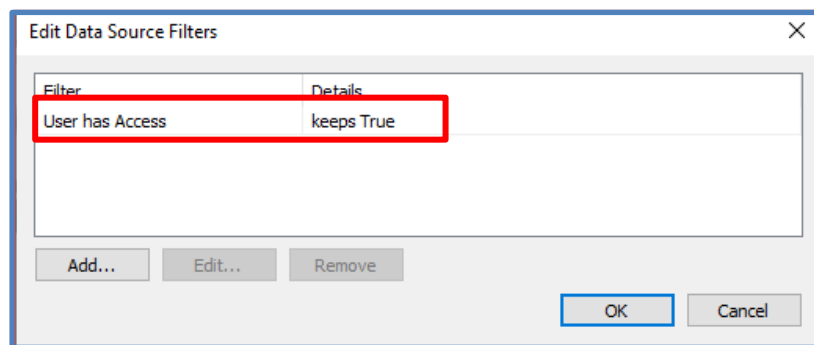 Edit Data Source Filters
Filter Details
User has Access keeps True
Add... Edit... Remove
OK Cancel